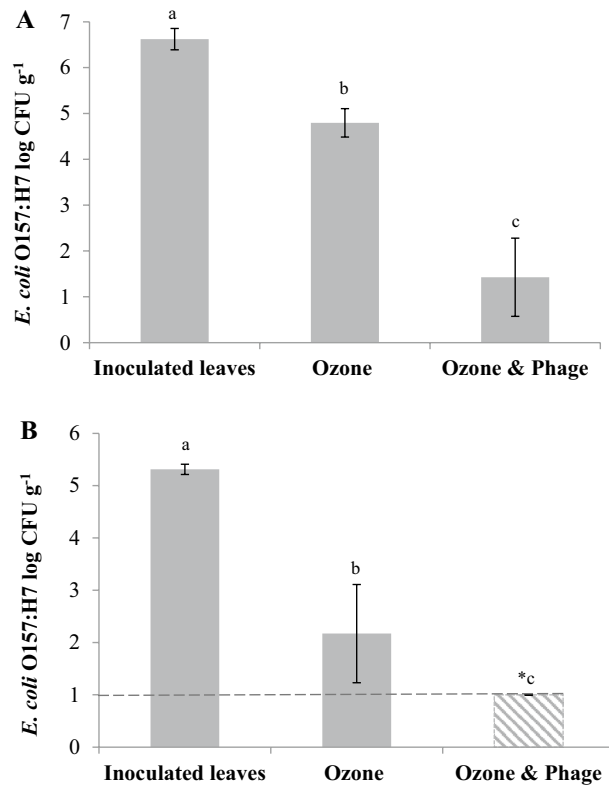 A
E. coli O157:H7 log CFU g-1
7
6
5
4
3
2
1
0
a
b
c
Inoculated leaves
Ozone
Ozone & Phage
B
E. coli O157:H7 log CFU g-1
6
5
4
3
2
1
0
a
b
*c
Inoculated leaves
Ozone
Ozone & Phage